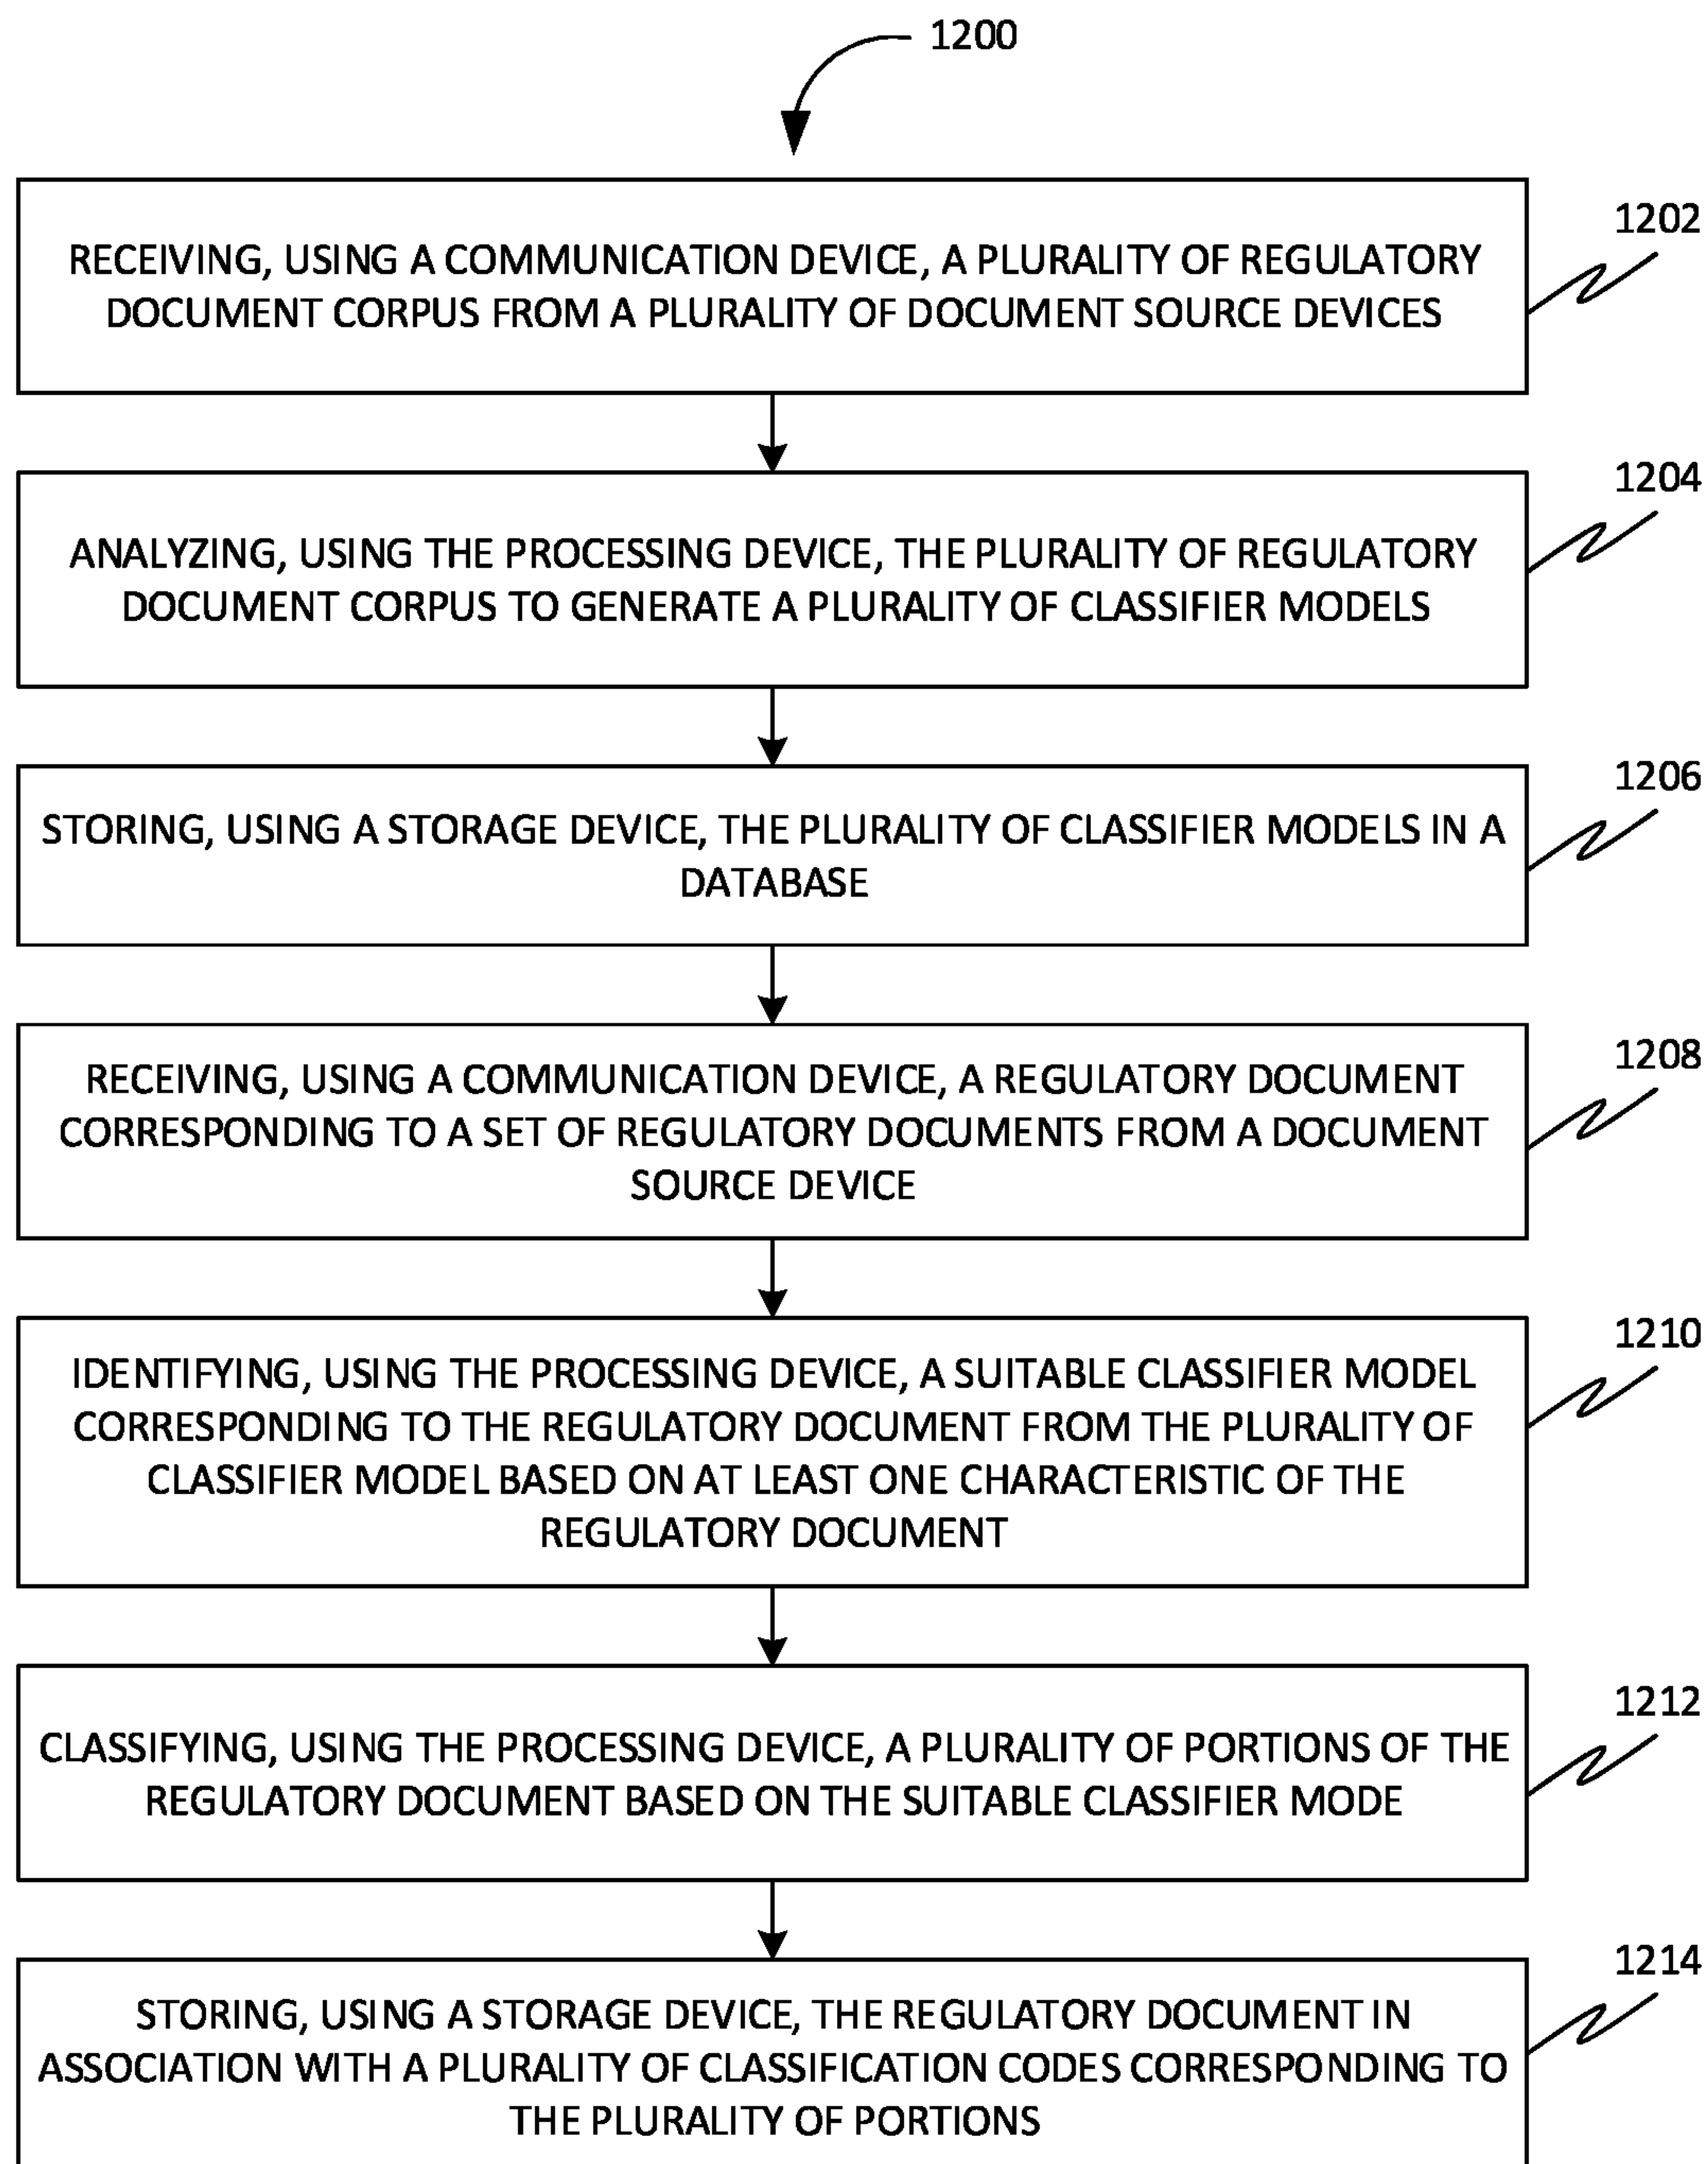 1200
1202
RECEIVING, USING A COMMUNICATION DEVICE, A PLURALITY OF REGULATORY
DOCUMENT CORPUS FROM A PLURALITY OF DOCUMENT SOURCE DEVICES
1204
ANALYZING, USING THE PROCESSING DEVICE, THE PLURALITY OF REGULATORY
DOCUMENT CORPUS TO GENERATE A PLURALITY OF CLASSIFIER MODELS
1206
STORING, USING A STORAGE DEVICE, THE PLURALITY OF CLASSIFIER MODELS IN A
DATABASE
1208
RECEIVING, USING A COMMUNICATION DEVICE, A REGULATORY DOCUMENT
CORRESPONDING TO A SET OF REGULATORY DOCUMENTS FROM A DOCUMENT
SOURCE DEVICE
1210
IDENTIFYING, USING THE PROCESSING DEVICE, A SUITABLE CLASSIFIER MODEL
CORRESPONDING TO THE REGULATORY DOCUMENT FROM THE PLURALITY OF
CLASSIFIER MODEL BASED ON AT LEAST ONE CHARACTERISTIC OF THE
REGULATORY DOCUMENT
1212
CLASSIFYING, USING THE PROCESSING DEVICE, A PLURALITY OF PORTIONS OF THE
REGULATORY DOCUMENT BASED ON THE SUITABLE CLASSIFIER MODE
1214
STORING, USING A STORAGE DEVICE, THE REGULATORY DOCUMENT IN
ASSOCIATION WITH A PLURALITY OF CLASSIFICATION CODES CORRESPONDING TO
THE PLURALITY OF PORTIONS